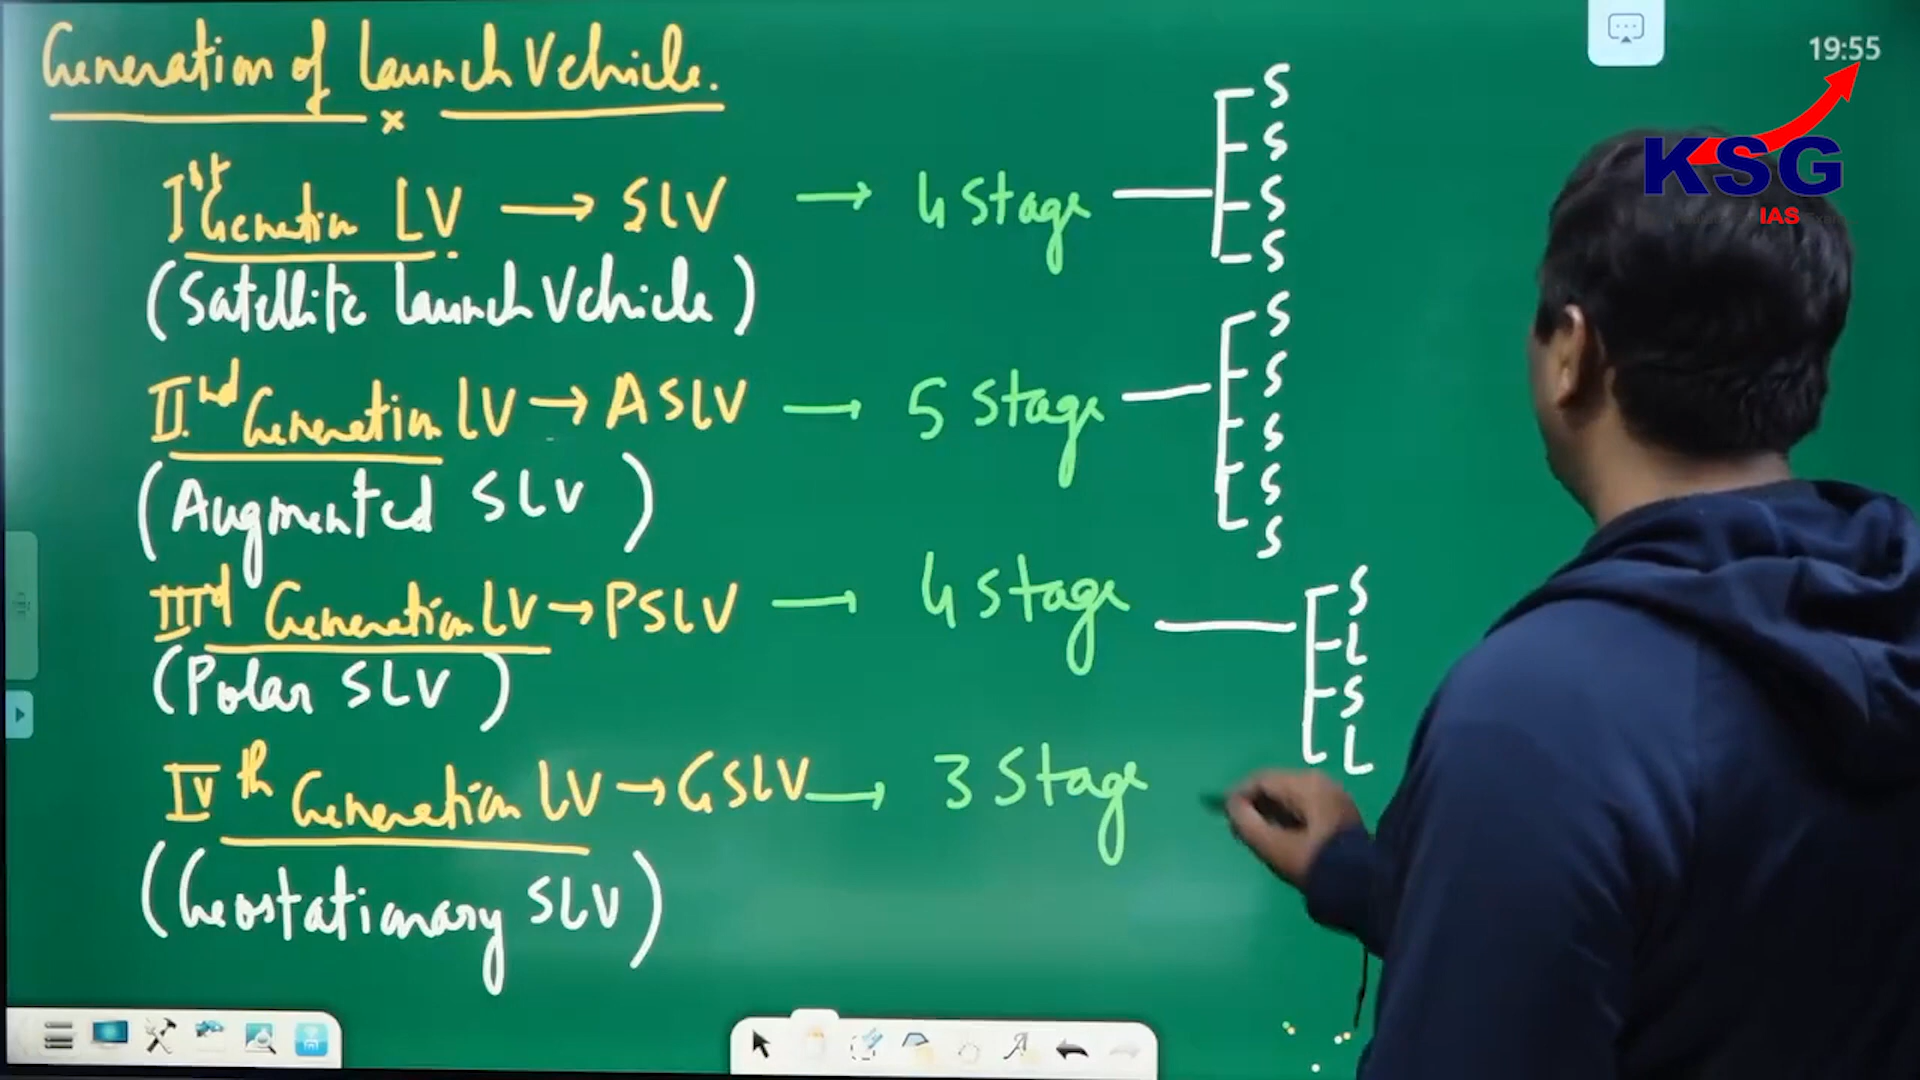 Generation of Launch Vehicle.
x
Ist Generation LV → SLV → 4 Stage
S
S
S
S
(Satellite Launch Vehicle)
IInd Generation LV → ASLV → 5 Stage
S
S
S
S
S
(Augmented SLV)
IIIrd Generation LV → PSLV → 4 Stage
S
L
S
L
(Polar SLV)
IVth Generation LV → GSLV → 3 Stage
(Geostationary SLV)
19:55
KSG
IAS